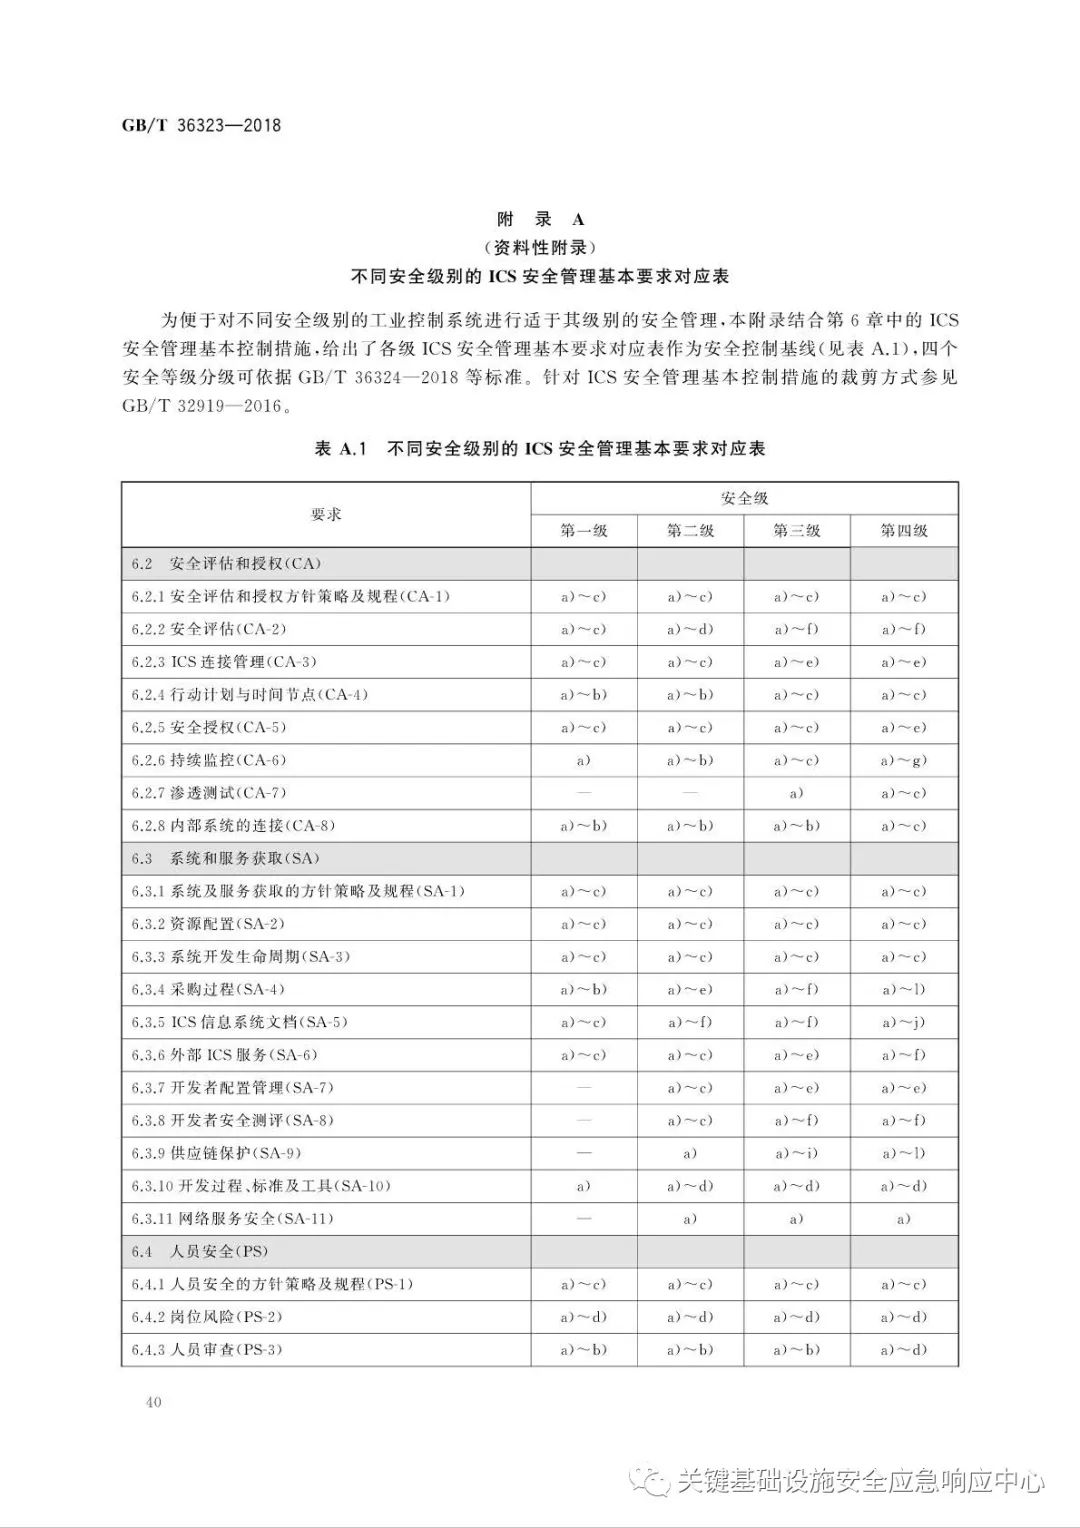 GB/T 36323—2018
附 录 A
(资料性附录)
不同安全级别的 ICS 安全管理基本要求对应表
为便于对不同安全级别的工业控制系统进行适于其级别的安全管理,本附录结合第 6 章中的 ICS
安全管理基本控制措施,给出了各级 ICS 安全管理基本要求对应表作为安全控制基线(见表 A.1),四个
安全等级分级可依据 GB/T 36324—2018 等标准。针对 ICS 安全管理基本控制措施的裁剪方式参见
GB/T 32919—2016。
表 A.1 不同安全级别的 ICS 安全管理基本要求对应表
要求 安全级
第一级 第二级 第三级 第四级
6.2 安全评估和授权(CA)
6.2.1 安全评估和授权方针策略及规程(CA-1) a)～c) a)～c) a)～c) a)～c)
6.2.2 安全评估(CA-2) a)～c) a)～d) a)～f) a)～f)
6.2.3 ICS 连接管理(CA-3) a)～c) a)～c) a)～e) a)～e)
6.2.4 行动计划与时间节点(CA-4) a)～b) a)～b) a)～c) a)～c)
6.2.5 安全授权(CA-5) a)～c) a)～c) a)～c) a)～e)
6.2.6 持续监控(CA-6) a) a)～b) a)～c) a)～g)
6.2.7 渗透测试(CA-7) — — a) a)～c)
6.2.8 内部系统的连接(CA-8) a)～b) a)～b) a)～b) a)～c)
6.3 系统和服务获取(SA)
6.3.1 系统及服务获取的方针策略及规程(SA-1) a)～c) a)～c) a)～c) a)～c)
6.3.2 资源配置(SA-2) a)～c) a)～c) a)～c) a)～c)
6.3.3 系统开发生命周期(SA-3) a)～c) a)～c) a)～c) a)～c)
6.3.4 采购过程(SA-4) a)～b) a)～e) a)～f) a)～l)
6.3.5 ICS 信息系统文档(SA-5) a)～c) a)～f) a)～f) a)～j)
6.3.6 外部 ICS 服务(SA-6) a)～c) a)～c) a)～e) a)～f)
6.3.7 开发者配置管理(SA-7) — a)～c) a)～e) a)～e)
6.3.8 开发者安全测评(SA-8) — a)～c) a)～f) a)～f)
6.3.9 供应链保护(SA-9) — a) a)～i) a)～l)
6.3.10 开发过程、标准及工具(SA-10) a) a)～d) a)～d) a)～d)
6.3.11 网络服务安全(SA-11) — a) a) a)
6.4 人员安全(PS)
6.4.1 人员安全的方针策略及规程(PS-1) a)～c) a)～c) a)～c) a)～c)
6.4.2 岗位风险(PS-2) a)～d) a)～d) a)～d) a)～d)
6.4.3 人员审查(PS-3) a)～b) a)～b) a)～b) a)～d)
40
关键基础设施安全应急响应中心